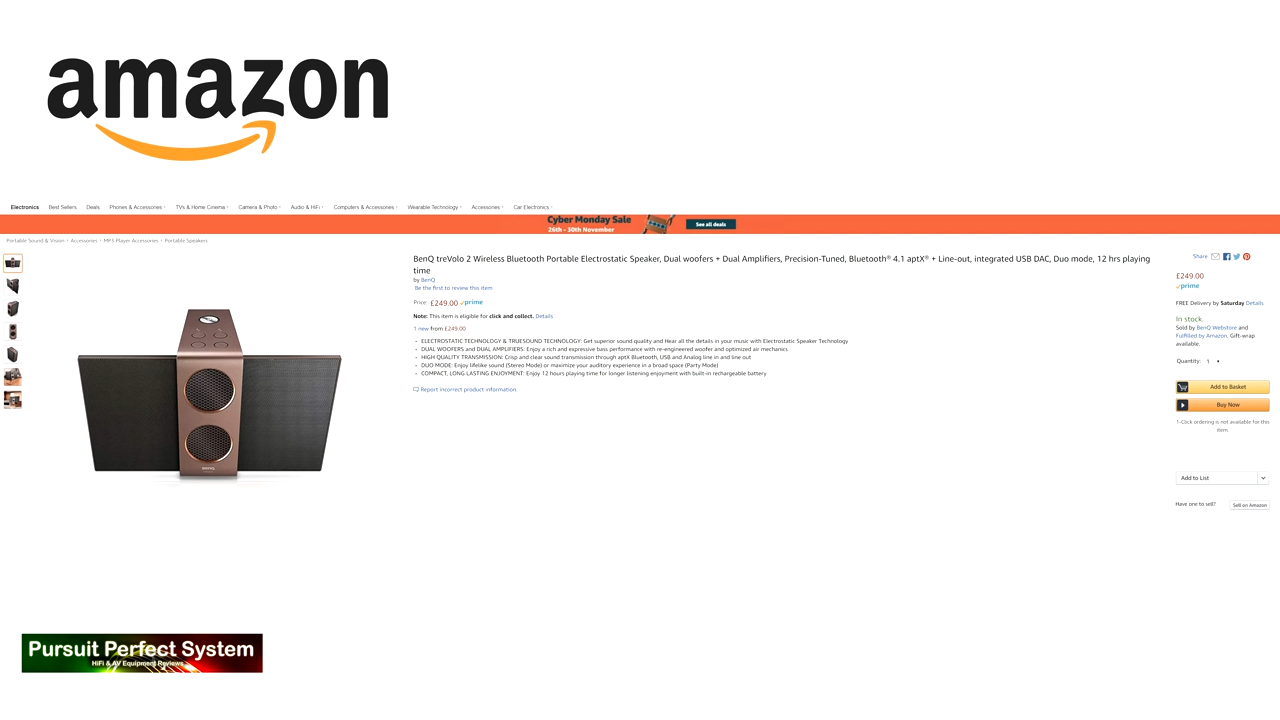 amazon
Electronics Best Sellers Deals Phones & Accessories TVs & Home Cinema Camera & Photo Audio & HiFi Computers & Accessories Wearable Technology Accessories Car Electronics
Cyber Monday Sale
26th - 30th November
See all deals
Portable Sound & Vision › Accessories › MP3 Player Accessories › Portable Speakers
BenQ treVolo 2 Wireless Bluetooth Portable Electrostatic Speaker, Dual woofers + Dual Amplifiers, Precision-Tuned, Bluetooth® 4.1 aptX® + Line-out, integrated USB DAC, Duo mode, 12 hrs playing
time
by BenQ
Be the first to review this item
Price: £249.00 prime
Note: This item is eligible for click and collect. Details
1 new from £249.00
• ELECTROSTATIC TECHNOLOGY & TRUESOUND TECHNOLOGY: Get superior sound quality and Hear all the details in your music with Electrostatic Speaker Technology
• DUAL WOOFERS and DUAL AMPLIFIERS: Enjoy a rich and expressive bass performance with re-engineered woofer and optimized air mechanics
• HIGH QUALITY TRANSMISSION: Crisp and clear sound transmission through aptX Bluetooth, USB and Analog line in and line out
• DUO MODE: Enjoy lifelike sound (Stereo Mode) or maximize your auditory experience in a broad space (Party Mode)
• COMPACT, LONG LASTING ENJOYMENT: Enjoy 12 hours playing time for longer listening enjoyment with built-in rechargeable battery
Report incorrect product information.
BenQ
Share
£249.00
prime
FREE Delivery by Saturday Details
In stock.
Sold by BenQ Webstore and
Fulfilled by Amazon. Gift-wrap
available.
Quantity: 1
Add to Basket
Buy Now
1-Click ordering is not available for this
item.
Add to List
Have one to sell? Sell on Amazon
Pursuit Perfect System
HiFi & AV Equipment Reviews